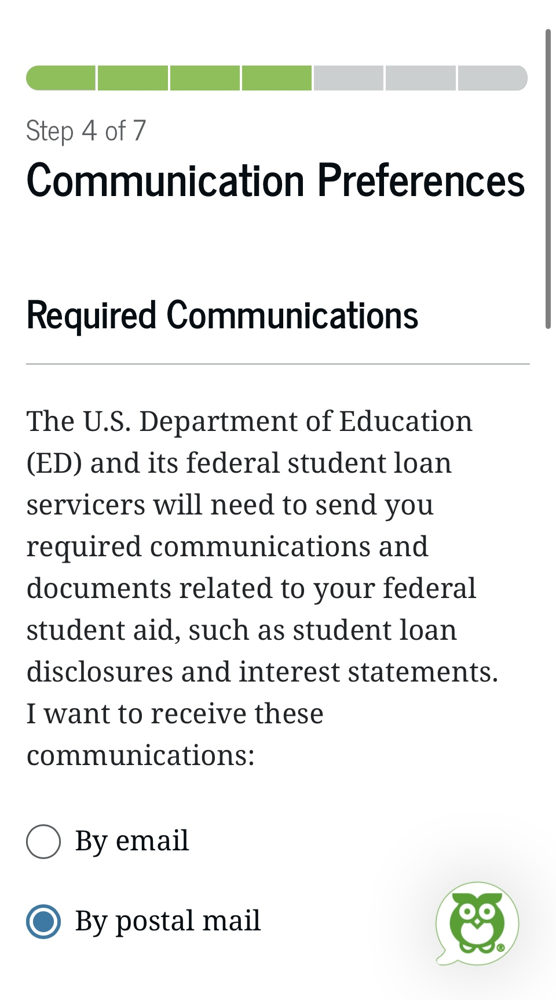 Step 4 of 7
Communication Preferences
Required Communications
The U.S. Department of Education
(ED) and its federal student loan
servicers will need to send you
required communications and
documents related to your federal
student aid, such as student loan
disclosures and interest statements.
I want to receive these
communications:
By email
By postal mail
®